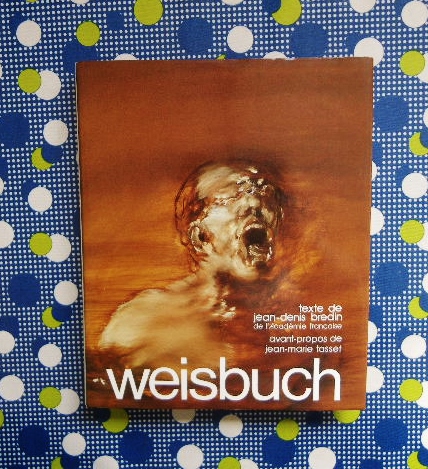 texte de
jean-denis bredin
de l'Académie française
avant-propos de
jean-marie tasset
weisbuch